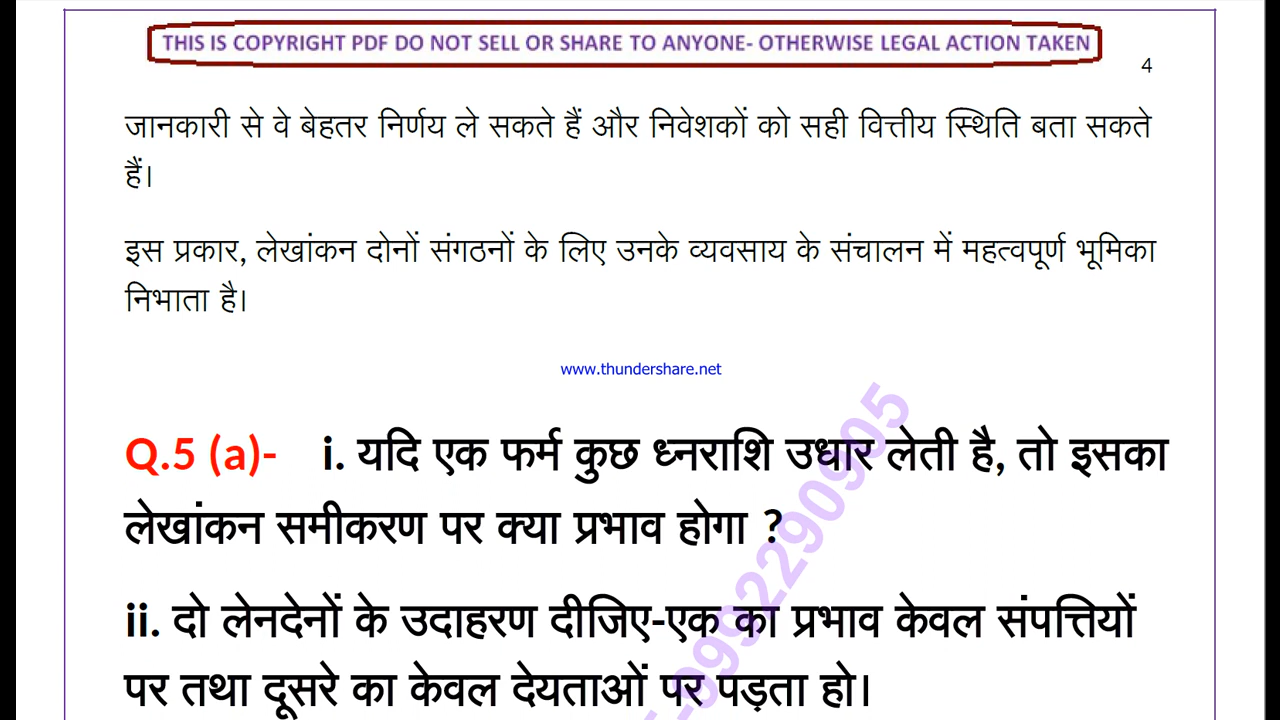 THIS IS COPYRIGHT PDF DO NOT SELL OR SHARE TO ANYONE- OTHERWISE LEGAL ACTION TAKEN
4
जानकारी से वे बेहतर निर्णय ले सकते हैं और निवेशकों को सही वित्तीय स्थिति बता सकते
हैं।
इस प्रकार, लेखांकन दोनों संगठनों के लिए उनके व्यवसाय के संचालन में महत्वपूर्ण भूमिका
निभाता है।
www.thundershare.net
Q.5 (a)- i. यदि एक फर्म कुछ ध्नराशि उधार लेती है, तो इसका
लेखांकन समीकरण पर क्या प्रभाव होगा ?
ii. दो लेनदेनों के उदाहरण दीजिए-एक का प्रभाव केवल संपत्तियों
पर तथा दूसरे का केवल देयताओं पर पड़ता हो।